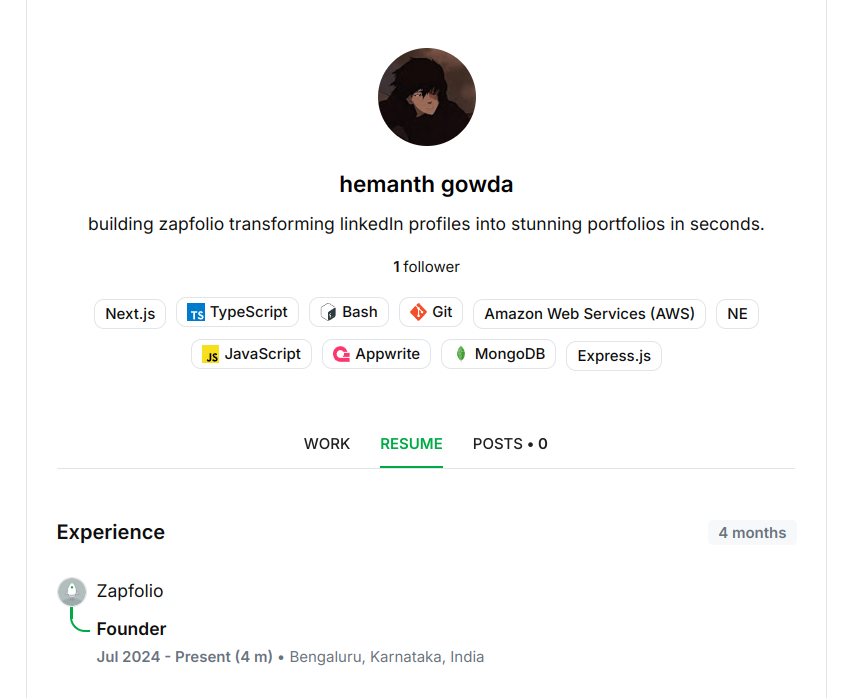 hemanth gowda
building zapfolio transforming linkedIn profiles into stunning portfolios in seconds.
1 follower
Next.js TS TypeScript Bash Git Amazon Web Services (AWS) NE
JS JavaScript Appwrite MongoDB Express.js
WORK RESUME POSTS • 0
Experience 4 months
Zapfolio
Founder
Jul 2024 - Present (4 m) • Bengaluru, Karnataka, India